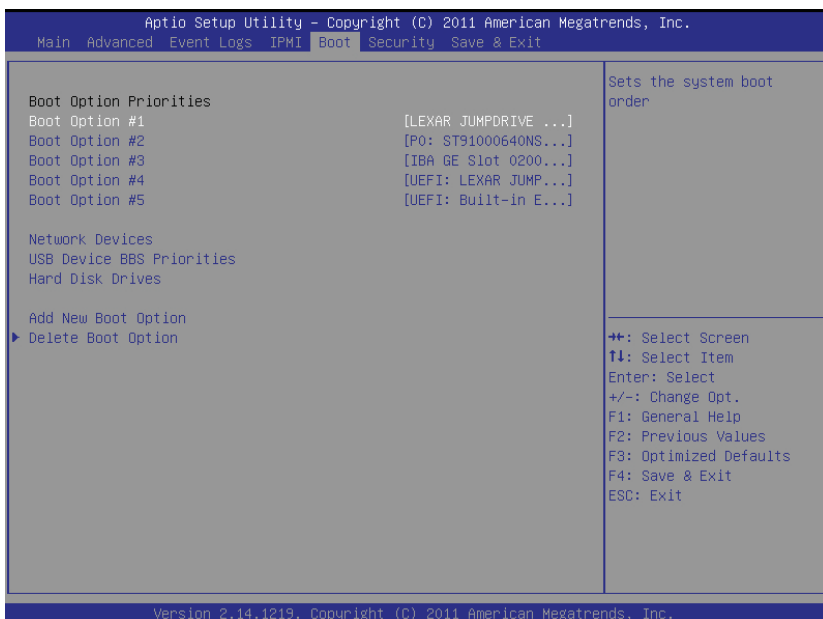 Aptio Setup Utility – Copyright (C) 2011 American Megatrends, Inc.
Main Advanced Event Logs IPMI Boot Security Save & Exit
Boot Option Priorities
Boot Option #1 [LEXAR JUMPDRIVE ...]
Boot Option #2 [P0: ST91000640NS...]
Boot Option #3 [IBA GE Slot 0200...]
Boot Option #4 [UEFI: LEXAR JUMP...]
Boot Option #5 [UEFI: Built-in E...]
Network Devices
USB Device BBS Priorities
Hard Disk Drives
Add New Boot Option
▶ Delete Boot Option
Sets the system boot
order
→←: Select Screen
↑↓: Select Item
Enter: Select
+/-: Change Opt.
F1: General Help
F2: Previous Values
F3: Optimized Defaults
F4: Save & Exit
ESC: Exit
Version 2.14.1219. Copyright (C) 2011 American Megatrends, Inc.